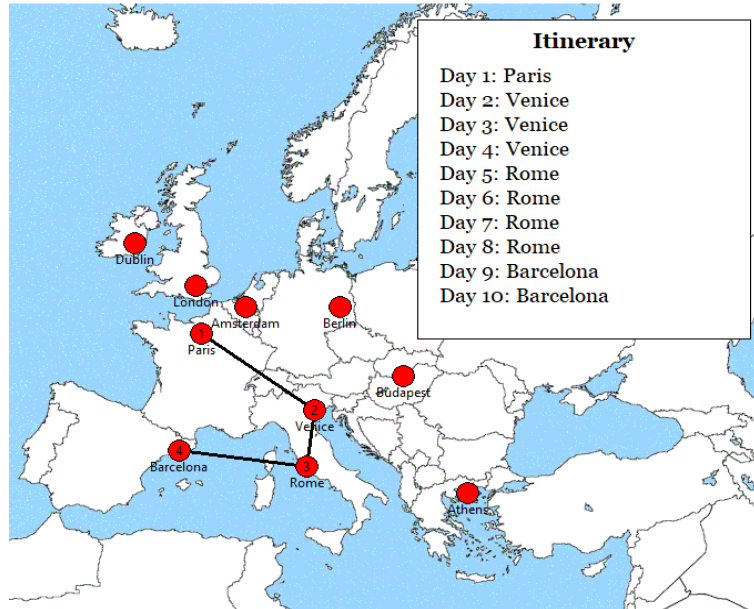 Itinerary
Day 1: Paris
Day 2: Venice
Day 3: Venice
Day 4: Venice
Day 5: Rome
Day 6: Rome
Day 7: Rome
Day 8: Rome
Day 9: Barcelona
Day 10: Barcelona
Dublin
London
Amsterdam
Berlin
1
Paris
Budapest
2
Venice
4
Barcelona
3
Rome
Athens